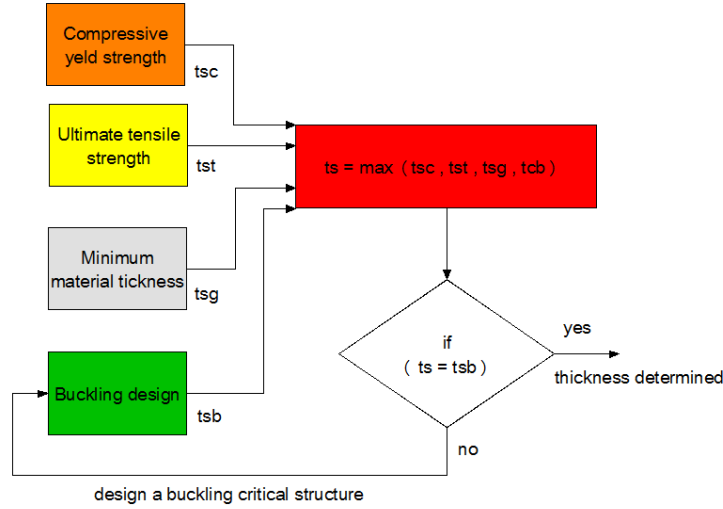 Compressive
yeld strength
tsc
Ultimate tensile
strength
tst
ts = max ( tsc , tst , tsg , tcb )
Minimum
material tickness
tsg
if
( ts = tsb )
yes
thickness determined
Buckling design
tsb
no
design a buckling critical structure